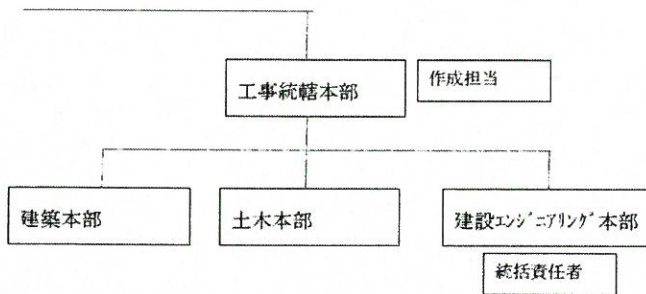 工事統轄本部
作成担当
建築本部
土木本部
建設ｴﾝｼﾞﾆｱﾘﾝｸﾞ本部
統括責任者